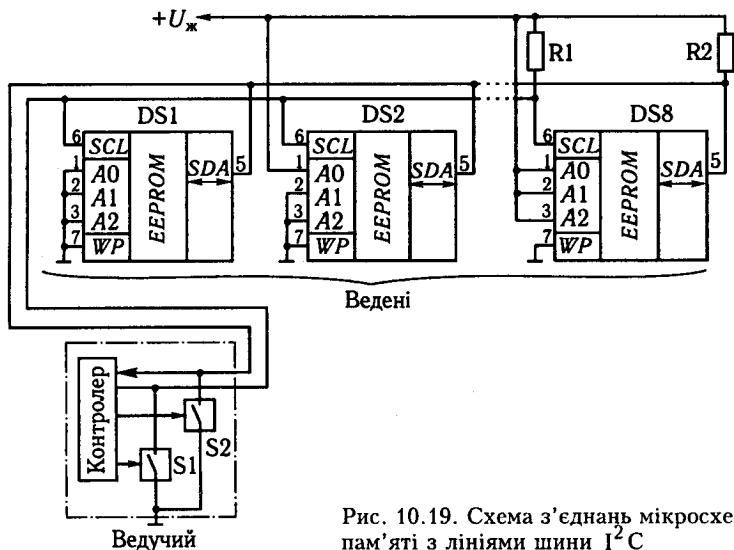 +Uж
R1
R2
DS1
DS2
DS8
6
1
2
3
7
SCL
A0
A1
A2
WP
EEPROM
SDA
5
6
1
2
3
7
SCL
A0
A1
A2
WP
EEPROM
SDA
5
6
1
2
3
7
SCL
A0
A1
A2
WP
EEPROM
SDA
5
Ведені
Контролер
S1
S2
Ведучий
Рис. 10.19. Схема з’єднань мікросхе
пам’яті з лініями шини I²C